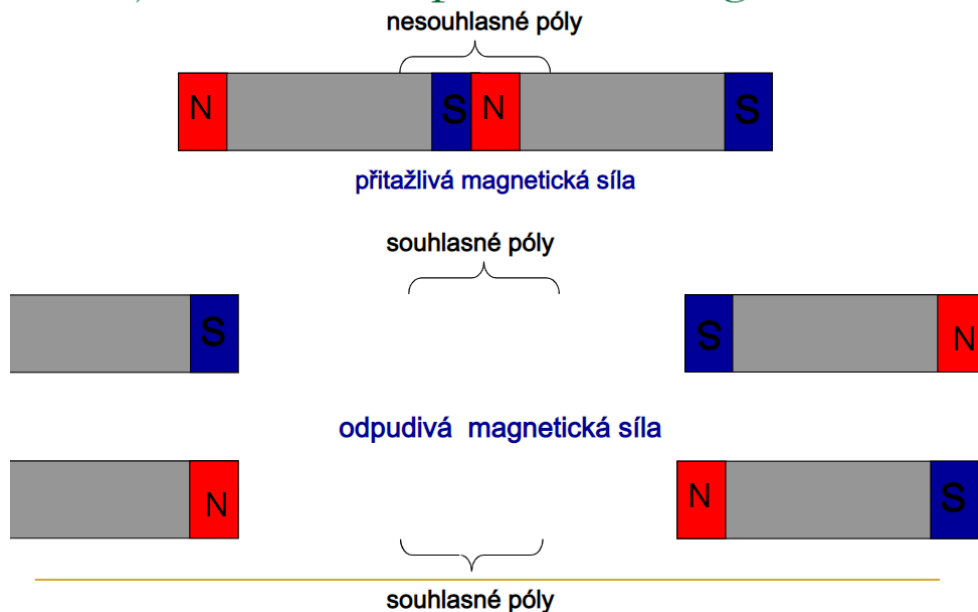 nesouhlasné póly
N S N S
přitažlivá magnetická síla
souhlasné póly
S S N
odpudivá magnetická síla
N N S
souhlasné póly